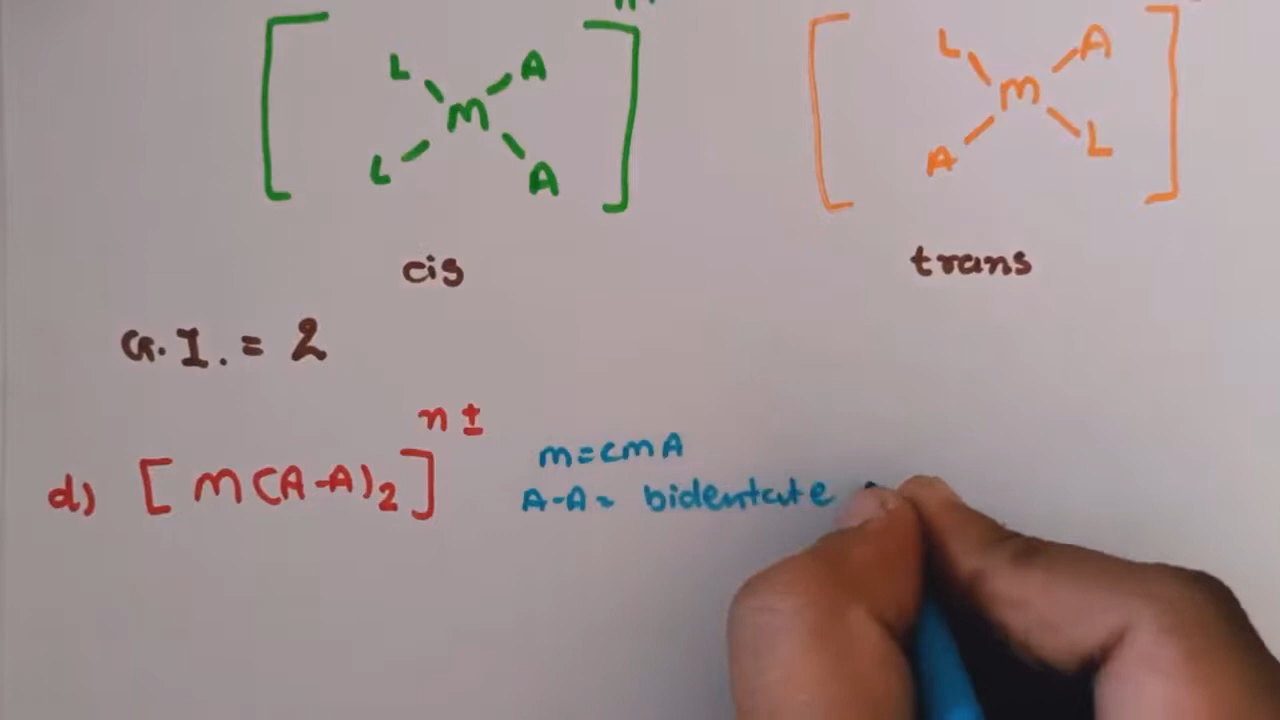 L A
M
L A
L A
M
A L
cis
trans
G.I. = 2
d) [M(A-A)2]n±
M=CMA
A-A= bidentate